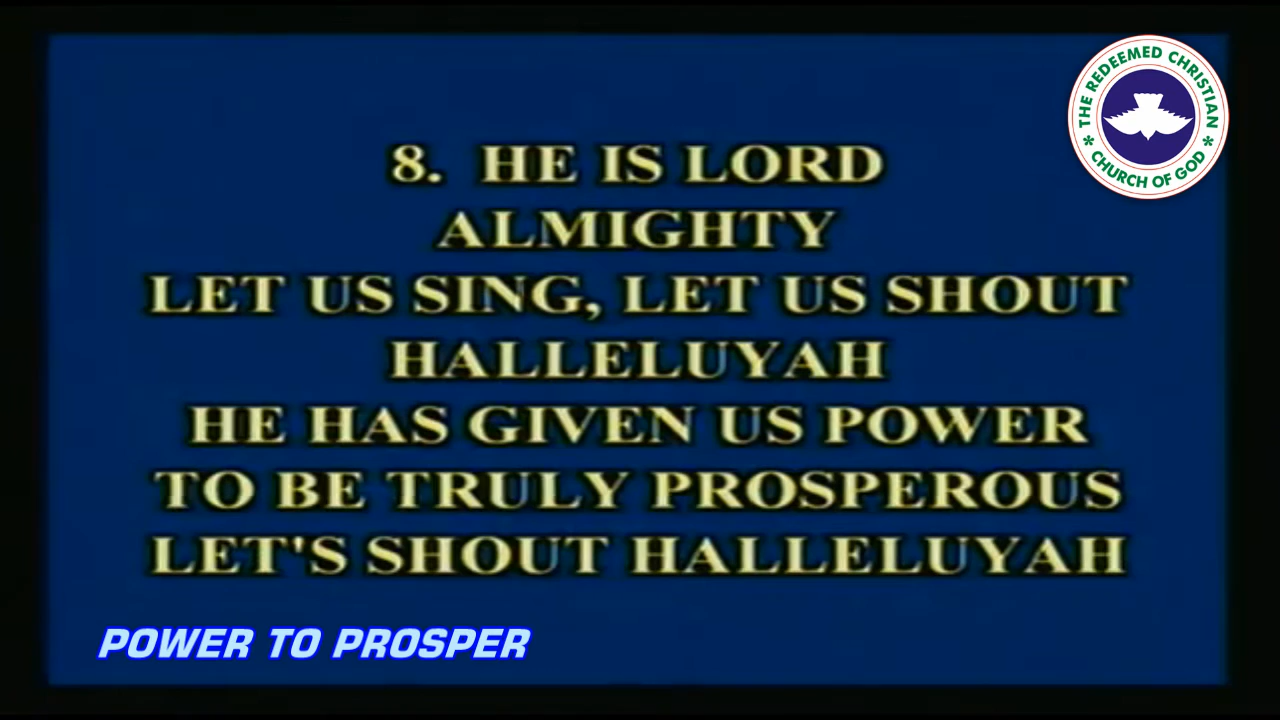 8. HE IS LORD
ALMIGHTY
LET US SING, LET US SHOUT
HALLELUYAH
HE HAS GIVEN US POWER
TO BE TRULY PROSPEROUS
LET'S SHOUT HALLELUYAH
POWER TO PROSPER
THE REDEEMED CHRISTIAN
* CHURCH OF GOD *